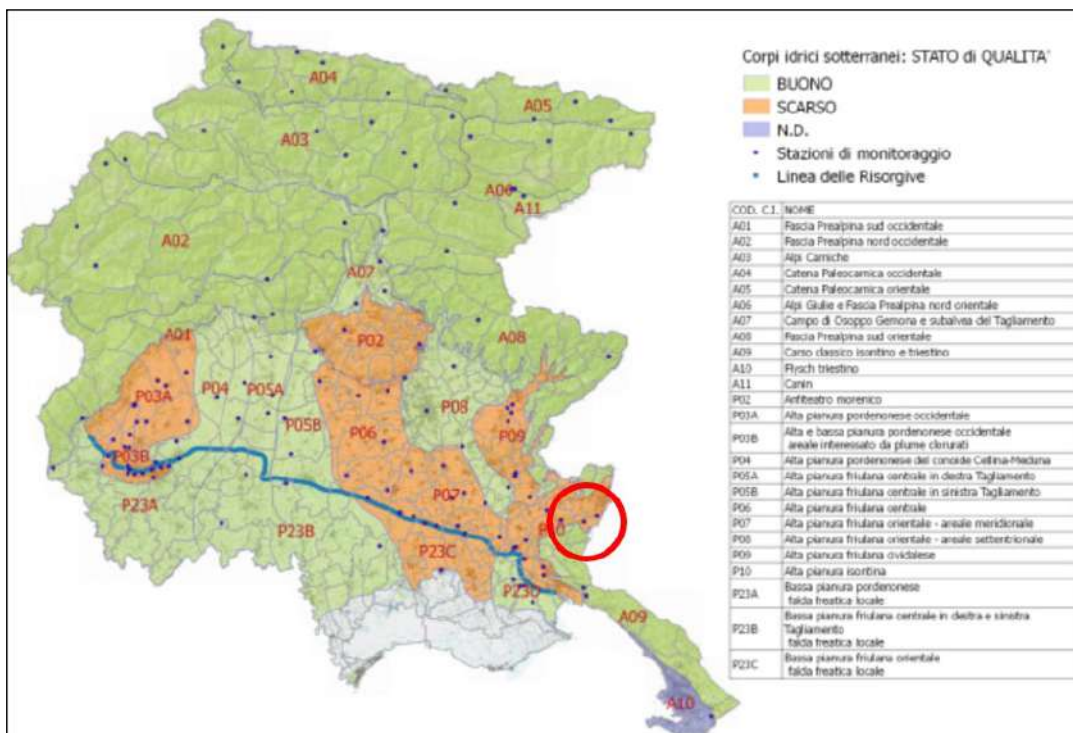 Corpi idrici sotterranei: STATO di QUALITA'
BUONO
SCARSO
N.D.
Stazioni di monitoraggio
Linea delle Risorgive
COD. C.I. NOME
A01 Fascia Prealpina sud occidentale
A02 Fascia Prealpina nord occidentale
A03 Alpi Carniche
A04 Catena Paleocarnica occidentale
A05 Catena Paleocarnica orientale
A06 Alpi Giulie e Fascia Prealpina nord orientale
A07 Campo di Osoppo Gemona e subalvea del Tagliamento
A08 Fascia Prealpina sud orientale
A09 Carso classico isontino e triestino
A10 Flysch triestino
A11 Canin
P02 Anfiteatro morenico
P03A Alta pianura pordenonese occidentale
P03B Alta e bassa pianura pordenonese occidentale
areale interessato da plume clorurati
P04 Alta pianura pordenonese del conoide Cellina-Meduna
P05A Alta pianura friulana centrale in destra Tagliamento
P05B Alta pianura friulana centrale in sinistra Tagliamento
P06 Alta pianura friulana centrale
P07 Alta pianura friulana orientale - areale meridionale
P08 Alta pianura friulana orientale - areale settentrionale
P09 Alta pianura friulana cividalese
P10 Alta pianura isontina
P23A Bassa pianura pordenonese
falda freatica locale
P23B Bassa pianura friulana centrale in destra e sinistra
Tagliamento
falda freatica locale
P23C Bassa pianura friulana orientale
falda freatica locale
A04
A05
A03
A06
A11
A02
A07
A01
P02
A08
P03A
P04
P05A
P05B
P08
P06
P09
P03B
P07
P23A
P10
P23B
P23C
P23D
A09
A10